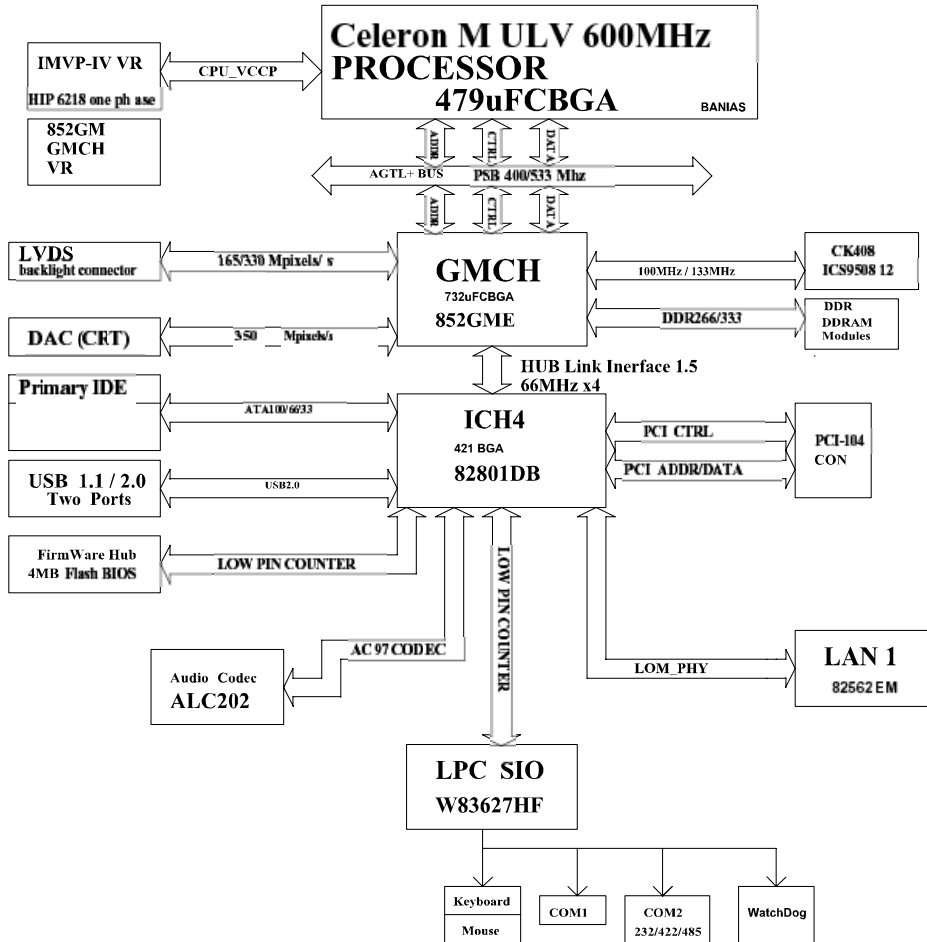 Celeron M ULV 600MHz
PROCESSOR
479uFCBGA
BANIAS
IMVP-IV VR
HIP 6218 one ph ase
CPU_VCCP
852GM
GMCH
VR
ADDR
CTRL
DATA
AGTL+ BUS
PSB 400/533 Mhz
ADDR
CTRL
DATA
LVDS
backlight connector
165/330 Mpixels/ s
GMCH
732uFCBGA
852GME
100MHz / 133MHz
CK408
ICS9508 12
DDR266/333
DDR
DDRAM
Modules
DAC (CRT)
350 Mpixels/s
HUB Link Inerface 1.5
66MHz x4
Primary IDE
ATA100/66/33
ICH4
421 BGA
82801DB
PCI CTRL
PCI ADDR/DATA
PCI-104
CON
USB 1.1 / 2.0
Two Ports
USB2.0
FirmWare Hub
4MB Flash BIOS
LOW PIN COUNTER
LOW PIN COUNTER
AC 97 CODEC
Audio Codec
ALC202
LOM_PHY
LAN 1
82562 EM
LPC SIO
W83627HF
Keyboard
Mouse
COM1
COM2
232/422/485
WatchDog